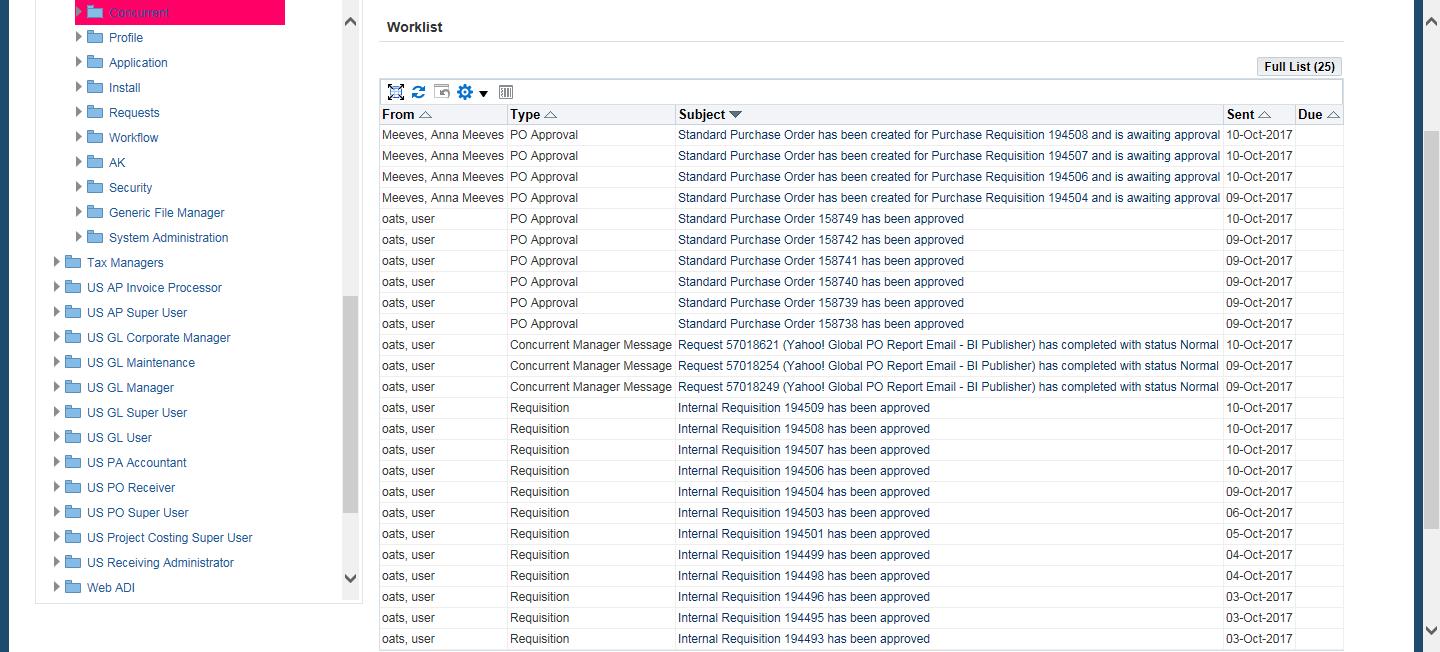 Concurrent
Profile
Application
Install
Requests
Workflow
AK
Security
Generic File Manager
System Administration
Tax Managers
US AP Invoice Processor
US AP Super User
US GL Corporate Manager
US GL Maintenance
US GL Manager
US GL Super User
US GL User
US PA Accountant
US PO Receiver
US PO Super User
US Project Costing Super User
US Receiving Administrator
Web ADI
Worklist
Full List (25)
From Type Subject Sent Due
Meeves, Anna Meeves PO Approval Standard Purchase Order has been created for Purchase Requisition 194508 and is awaiting approval 10-Oct-2017
Meeves, Anna Meeves PO Approval Standard Purchase Order has been created for Purchase Requisition 194507 and is awaiting approval 10-Oct-2017
Meeves, Anna Meeves PO Approval Standard Purchase Order has been created for Purchase Requisition 194506 and is awaiting approval 10-Oct-2017
Meeves, Anna Meeves PO Approval Standard Purchase Order has been created for Purchase Requisition 194504 and is awaiting approval 09-Oct-2017
oats, user PO Approval Standard Purchase Order 158749 has been approved 10-Oct-2017
oats, user PO Approval Standard Purchase Order 158742 has been approved 09-Oct-2017
oats, user PO Approval Standard Purchase Order 158741 has been approved 09-Oct-2017
oats, user PO Approval Standard Purchase Order 158740 has been approved 09-Oct-2017
oats, user PO Approval Standard Purchase Order 158739 has been approved 09-Oct-2017
oats, user PO Approval Standard Purchase Order 158738 has been approved 09-Oct-2017
oats, user Concurrent Manager Message Request 57018621 (Yahoo! Global PO Report Email - BI Publisher) has completed with status Normal 10-Oct-2017
oats, user Concurrent Manager Message Request 57018254 (Yahoo! Global PO Report Email - BI Publisher) has completed with status Normal 09-Oct-2017
oats, user Concurrent Manager Message Request 57018249 (Yahoo! Global PO Report Email - BI Publisher) has completed with status Normal 09-Oct-2017
oats, user Requisition Internal Requisition 194509 has been approved 10-Oct-2017
oats, user Requisition Internal Requisition 194508 has been approved 10-Oct-2017
oats, user Requisition Internal Requisition 194507 has been approved 10-Oct-2017
oats, user Requisition Internal Requisition 194506 has been approved 10-Oct-2017
oats, user Requisition Internal Requisition 194504 has been approved 09-Oct-2017
oats, user Requisition Internal Requisition 194503 has been approved 06-Oct-2017
oats, user Requisition Internal Requisition 194501 has been approved 05-Oct-2017
oats, user Requisition Internal Requisition 194499 has been approved 04-Oct-2017
oats, user Requisition Internal Requisition 194498 has been approved 04-Oct-2017
oats, user Requisition Internal Requisition 194496 has been approved 03-Oct-2017
oats, user Requisition Internal Requisition 194495 has been approved 03-Oct-2017
oats, user Requisition Internal Requisition 194493 has been approved 03-Oct-2017